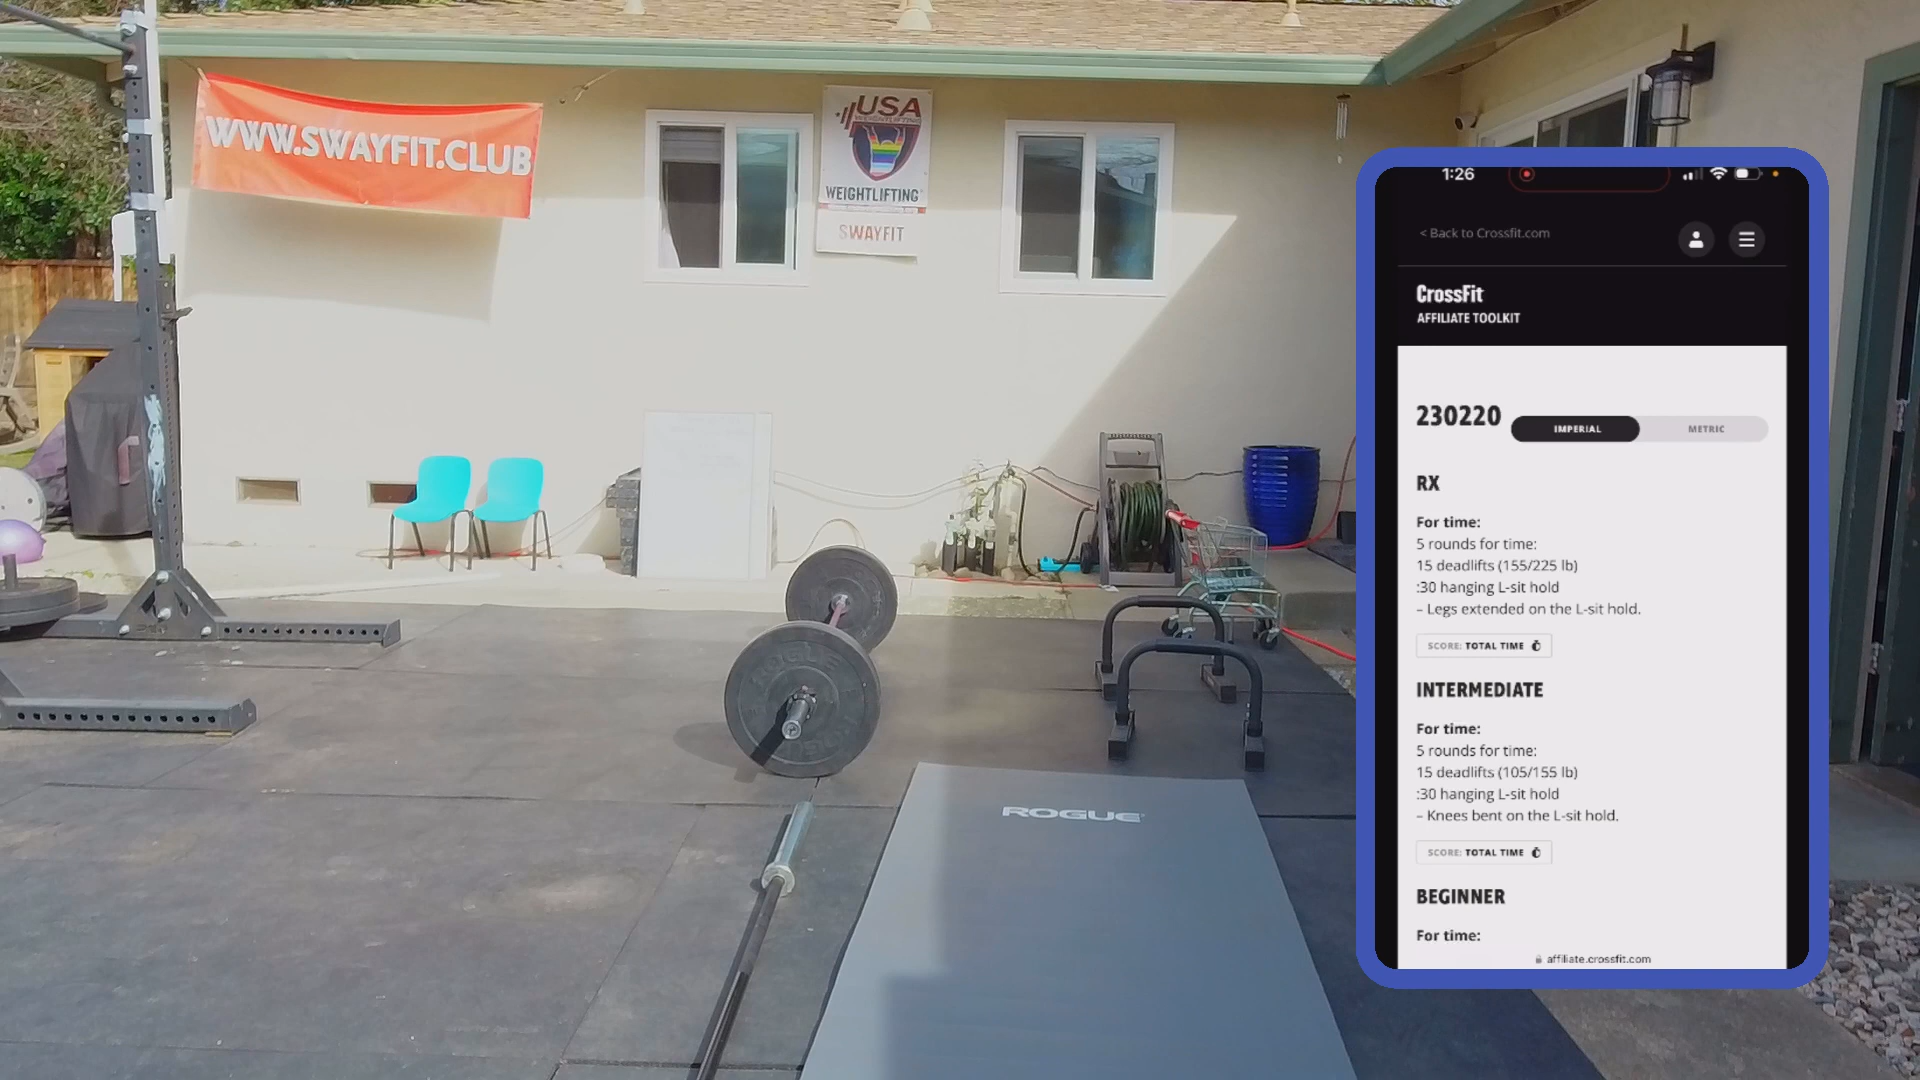 WWW.SWAYFIT.CLUB
USA
WEIGHTLIFTING
WEIGHTLIFTING
SWAYFIT
ROGUE
ROGUE
1:26
< Back to Crossfit.com
CrossFit
AFFILIATE TOOLKIT
230220
IMPERIAL
METRIC
RX
For time:
5 rounds for time:
15 deadlifts (155/225 lb)
:30 hanging L-sit hold
– Legs extended on the L-sit hold.
SCORE: TOTAL TIME
INTERMEDIATE
For time:
5 rounds for time:
15 deadlifts (105/155 lb)
:30 hanging L-sit hold
– Knees bent on the L-sit hold.
SCORE: TOTAL TIME
BEGINNER
For time:
affiliate.crossfit.com